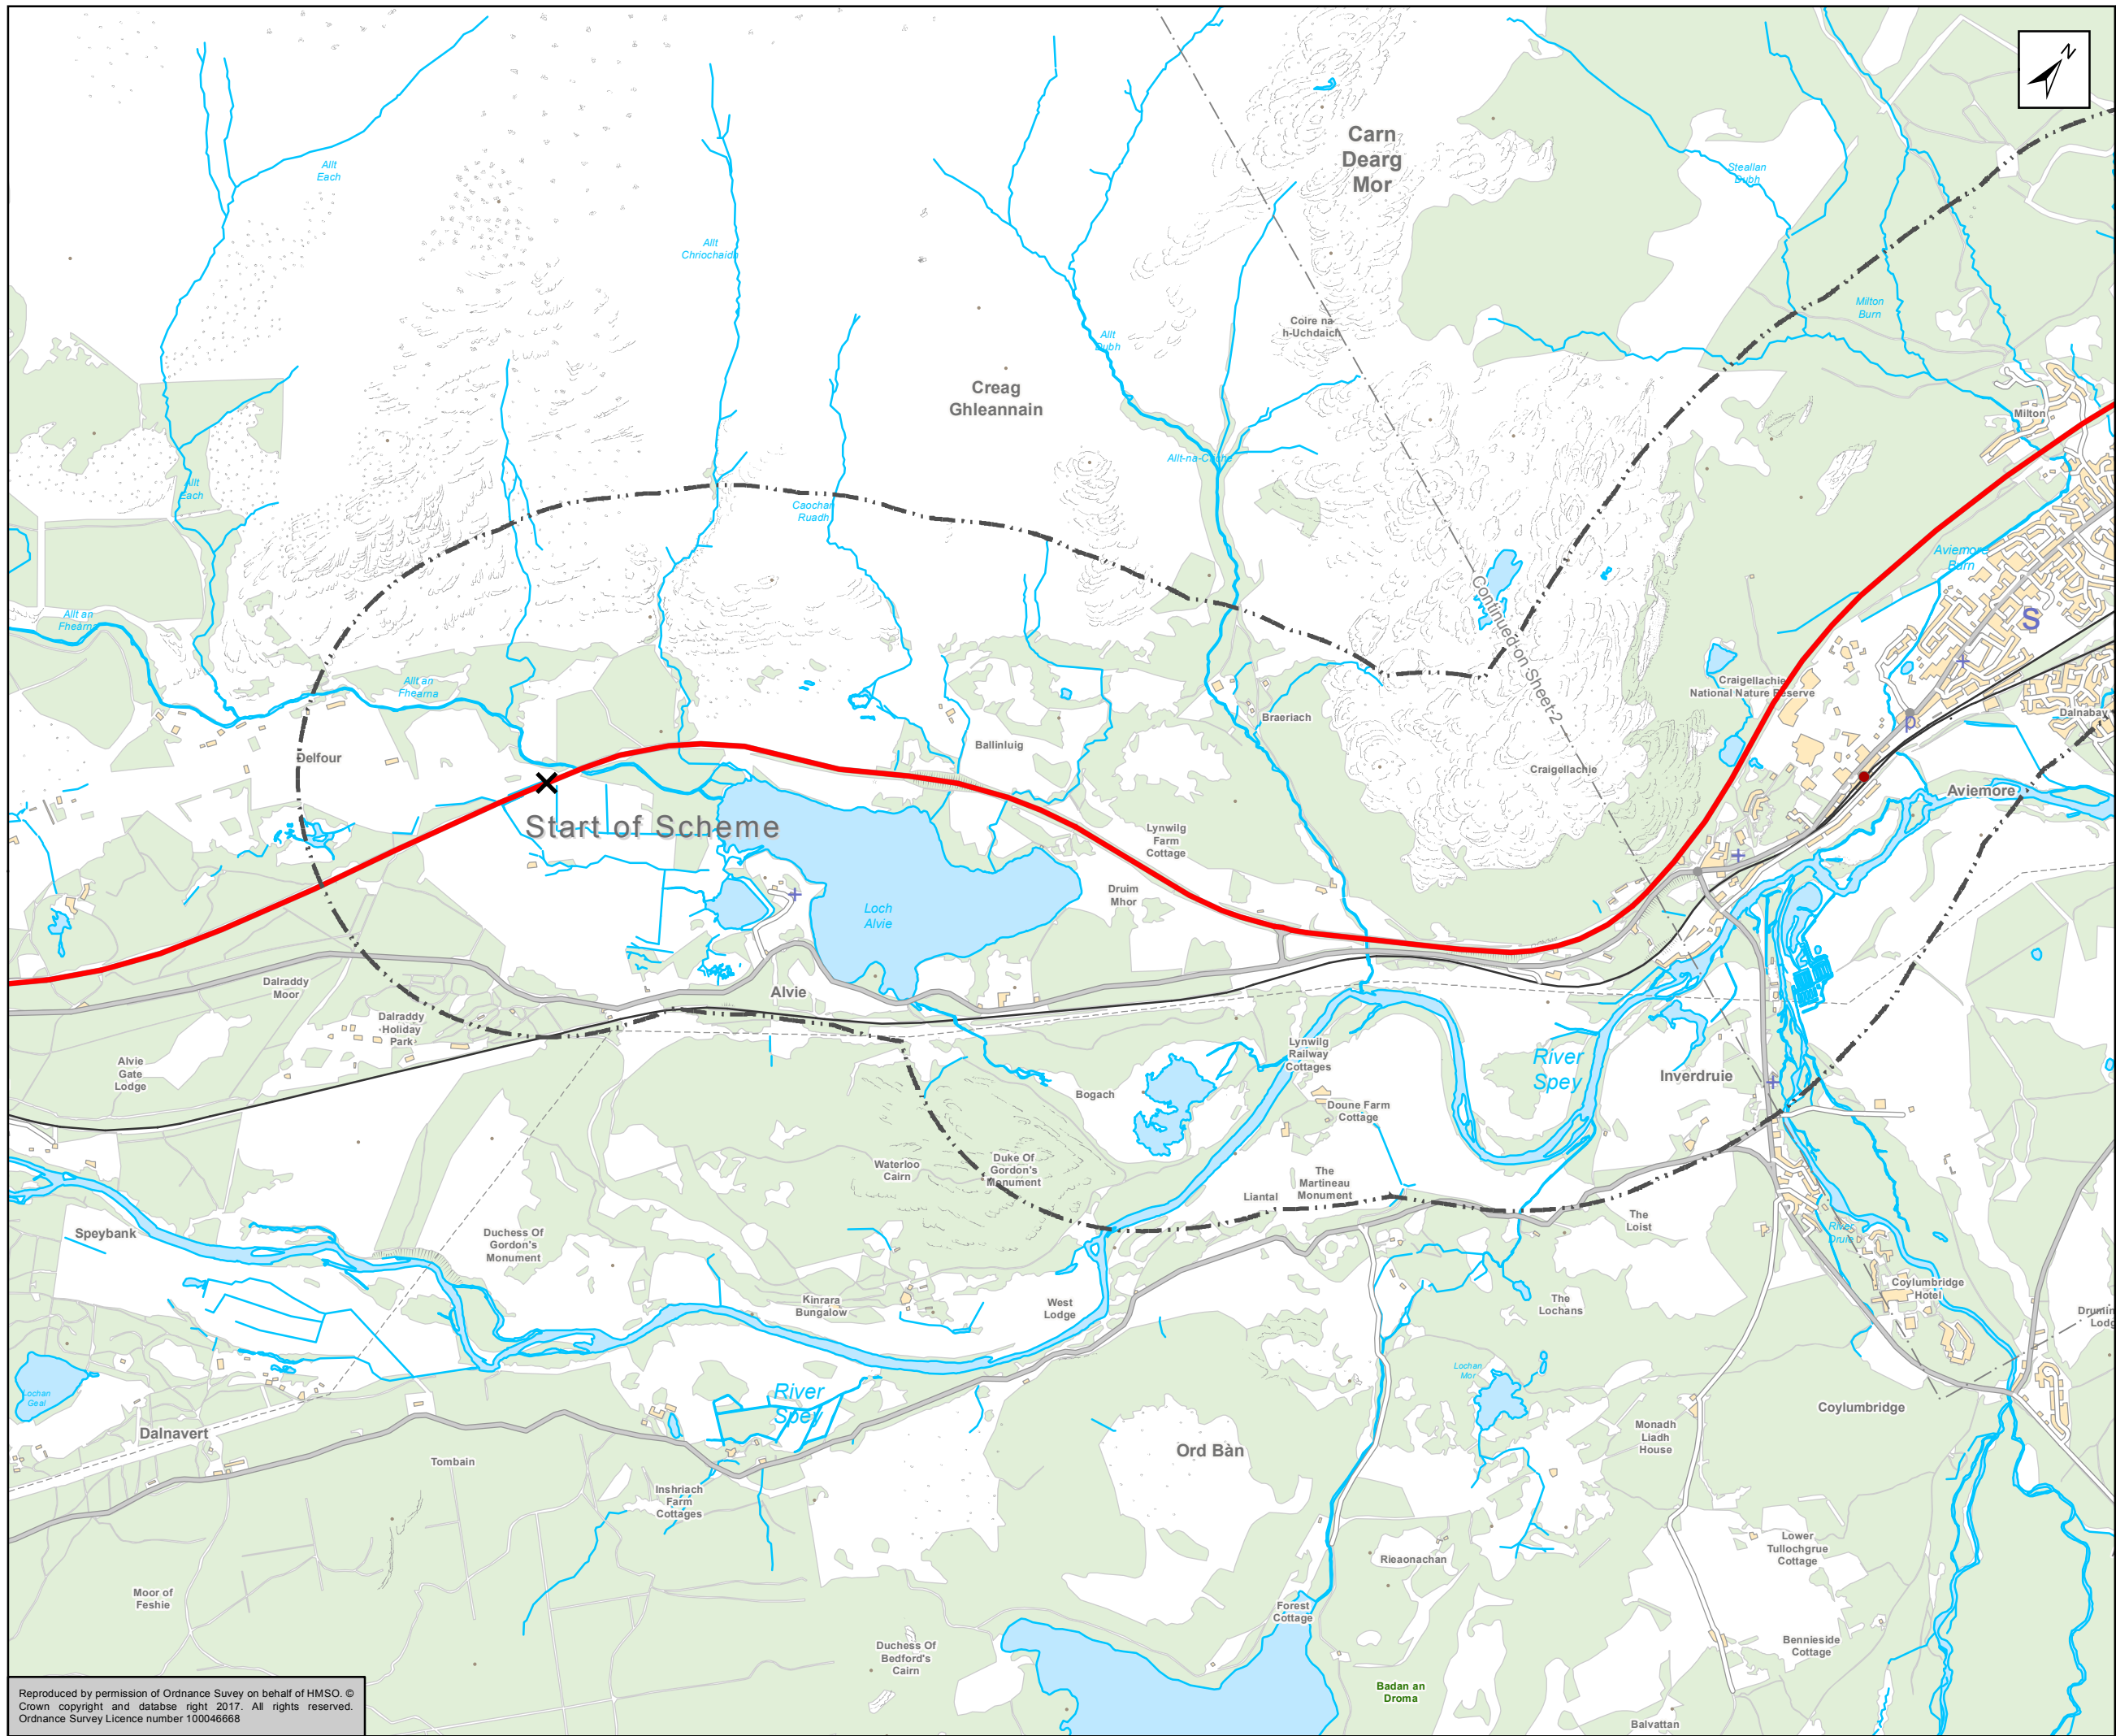 N
Carn
Dearg
Mor
Allt
Each
Steallan
Dubh
Allt
Chriochaidh
Milton
Burn
Coire na
h-Uchdaich
Allt
Dubh
Creag
Ghleannain
Milton
Allt-na-Criche
Allt
Each
Caochan
Ruadh
Aviemore
Burn
Continued on Sheet 2
S
Allt an
Fhearna
Allt an
Fhearna
Craigellachie
National Nature Reserve
Dalnabay
Braeriach
p
Ballinluig
Delfour
Craigellachie
Aviemore
Start of Scheme
Lynwilg
Farm
Cottage
Druim
Mhor
Loch
Alvie
Dalraddy
Moor
Alvie
Dalraddy
Holiday
Park
Lynwilg
Railway
Cottages
River
Spey
Alvie
Gate
Lodge
Inverdruie
Bogach
Doune Farm
Cottage
Waterloo
Cairn
Duke Of
Gordon's
Monument
The
Martineau
Monument
Liantal
The
Loist
Speybank
Duchess Of
Gordon's
Monument
River
Druie
Coylumbridge
Hotel
Kinrara
Bungalow
West
Lodge
The
Lochans
Lochan
Mor
Lochan
Geal
River
Spey
Coylumbridge
Dalnavert
Monadh
Liadh
House
Ord Bàn
Tombain
Inshriach
Farm
Cottages
Lower
Tullochgrue
Cottage
Rieaonachan
Moor of
Feshie
Forest
Cottage
Duchess Of
Bedford's
Cairn
Bennieside
Cottage
Badan an
Droma
Balvattan
Reproduced by permission of Ordnance Suvey on behalf of HMSO. ©
Crown copyright and databse right 2017. All rights reserved.
Ordnance Survey Licence number 100046668